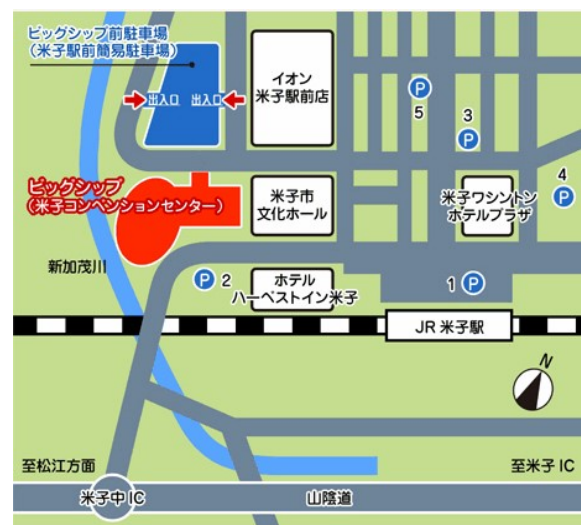 ビッグシップ前駐車場
(米子駅前簡易駐車場)
出入口 出入口
イオン
米子駅前店
P
5
3
P
4
P
ビッグシップ
(米子コンベンションセンター)
米子市
文化ホール
米子ワシントン
ホテルプラザ
新加茂川
P 2
ホテル
ハーベストイン米子
1 P
JR 米子駅
N
至松江方面
至米子 IC
米子中 IC
山陰道